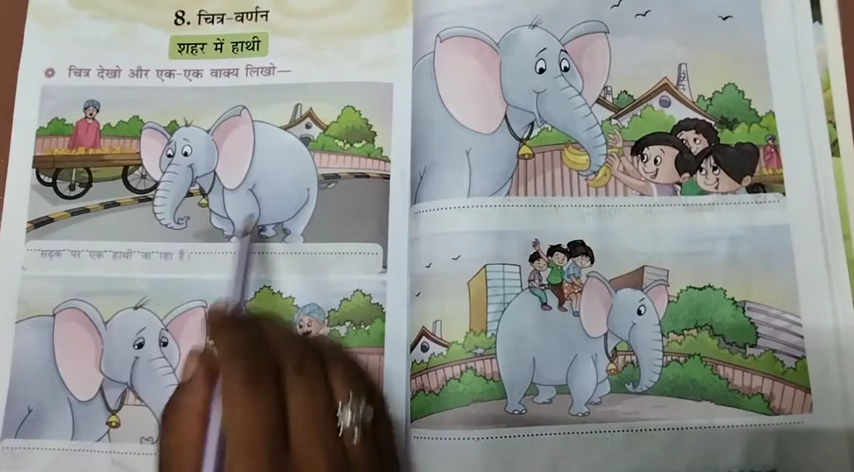 8. चित्र-वर्णन
शहर में हाथी
चित्र देखो और एक-एक वाक्य लिखो—
सड़क पर एक हाथी जा रहा है।